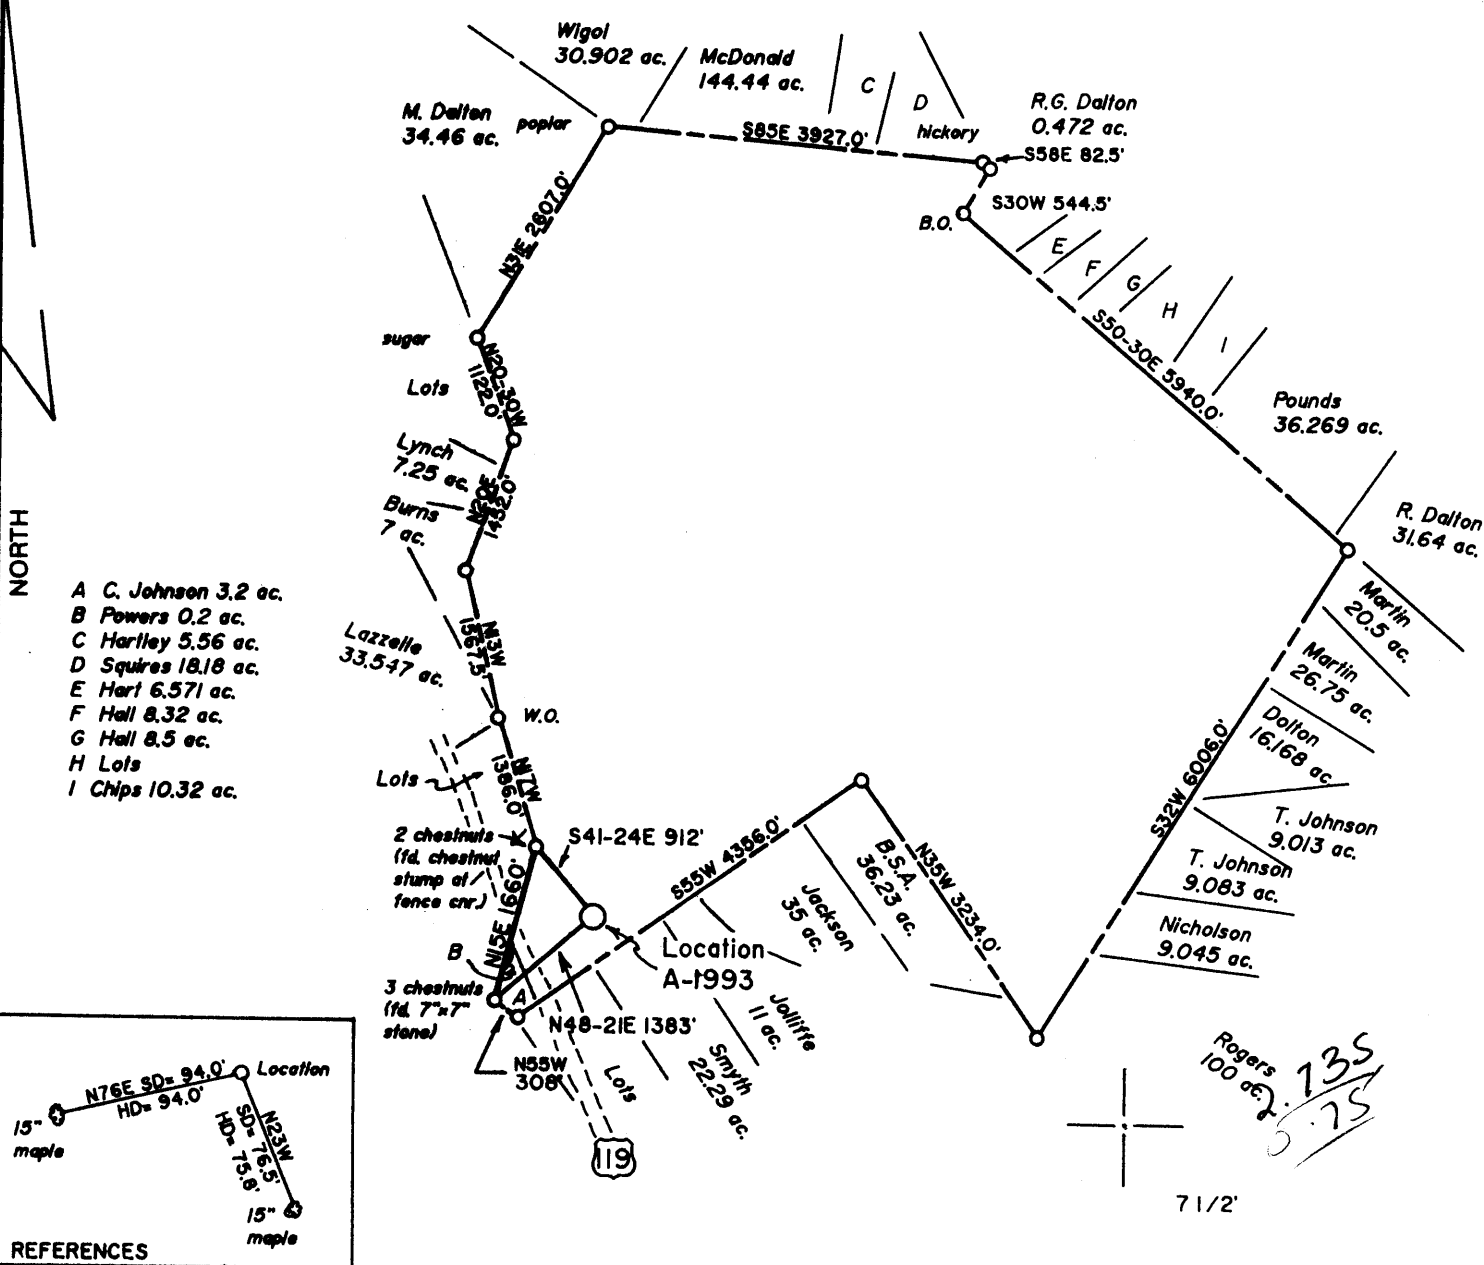 Wigal
30.902 ac.
McDonald
144.44 ac.
C
D
hickory
R.G. Dalton
0.472 ac.
M. Dalton
34.46 ac.
poplar
S85E 3927.0'
S58E 82.5'
S30W 544.5'
B.O.
N31E 2607.0'
E
F
G
H
I
S50-30E 5940.0'
sugar
Lots
N20-30W
1122.0'
Pounds
36.269 ac.
Lynch
7.25 ac.
Burns
7 ac.
N20E
1452.0'
R. Dalton
31.64 ac.
NORTH
A C. Johnson 3.2 ac.
B Powers 0.2 ac.
C Hartley 5.56 ac.
D Squires 18.18 ac.
E Hart 6.571 ac.
F Hall 8.32 ac.
G Hall 8.5 ac.
H Lots
I Chips 10.32 ac.
Lazzelle
33.547 ac.
N13W
1567.5'
W.O.
Martin
20.5 ac.
Martin
26.75 ac.
Dalton
16.168 ac.
S32W 6006.0'
Lots
N17W
1386.0'
2 chestnuts
(fd. chestnut
stump at
fence cnr.)
S41-24E 912'
S55W 4356.0'
B.S.A.
36.23 ac.
N35W 3234.0'
T. Johnson
9.013 ac.
T. Johnson
9.083 ac.
Nicholson
9.045 ac.
Jackson
35 ac.
N15E 1660'
B
Location
A-1993
3 chestnuts
(fd. 7"x7"
stone)
A
N48-21E 1383'
Jolliffe
11 ac.
N55W
308'
Lots
Smyth
22.29 ac.
119
Rogers
100 ac.
2.735
7 1/2'
N76E SD= 94.0'
HD= 94.0'
Location
15"
maple
N23W
SD= 76.5'
HD= 75.8'
15"
maple
REFERENCES